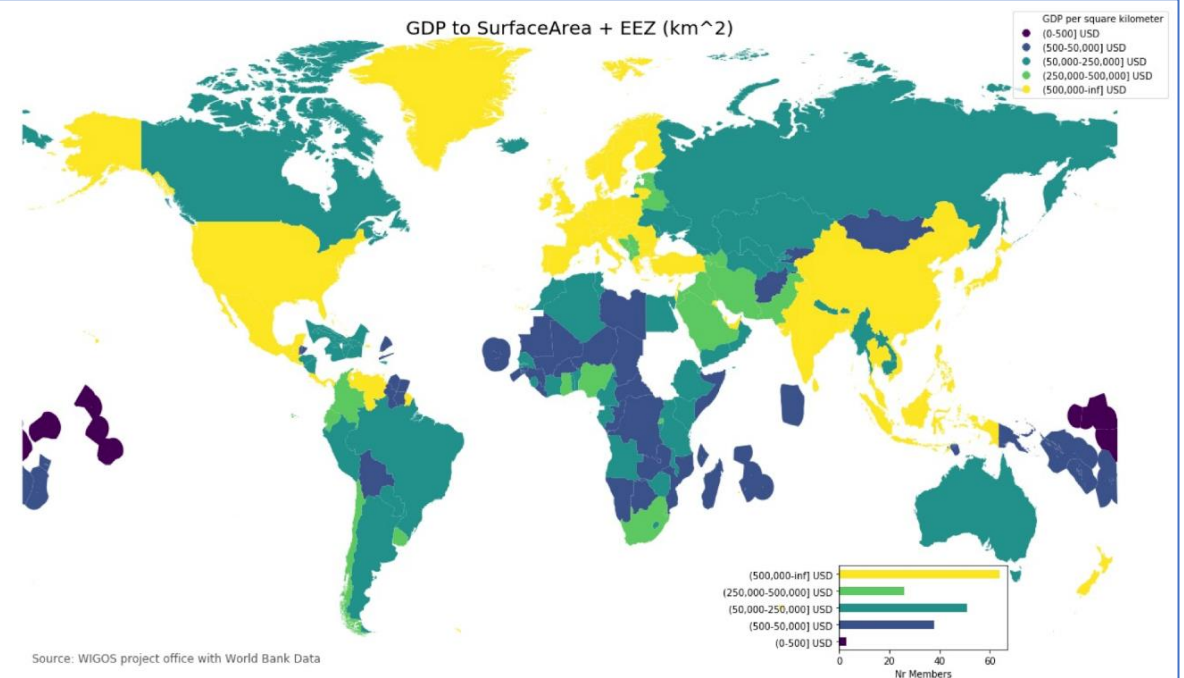 GDP to SurfaceArea + EEZ (km^2)
GDP per square kilometer
(0-500] USD
(500-50,000] USD
(50,000-250,000] USD
(250,000-500,000] USD
(500,000-inf] USD
(500,000-inf] USD
(250,000-500,000] USD
(50,000-250,000] USD
(500-50,000] USD
(0-500] USD
0 20 40 60
Nr Members
Source: WIGOS project office with World Bank Data